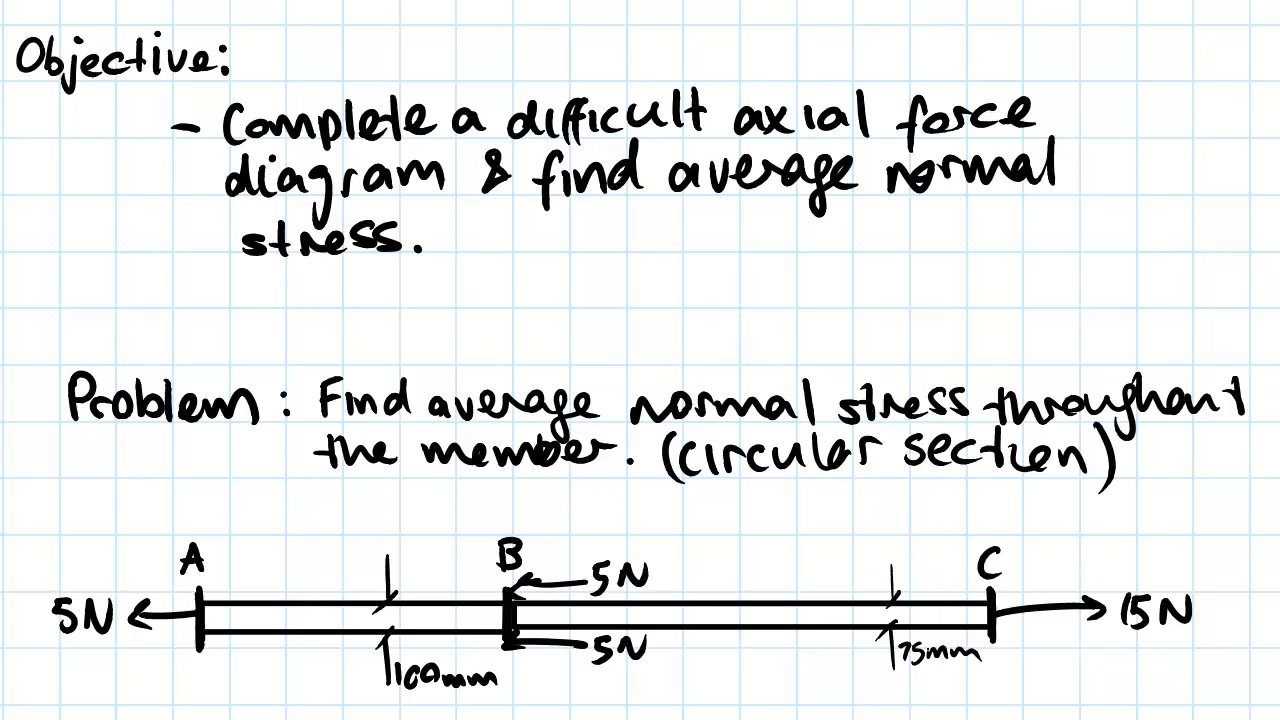 Objective:
- Complete a difficult axial force
diagram & find average normal
stress.
Problem: Find average normal stress throughout
the member. (circular section)
A B C
5N
5N
15N
5N
100mm
75mm